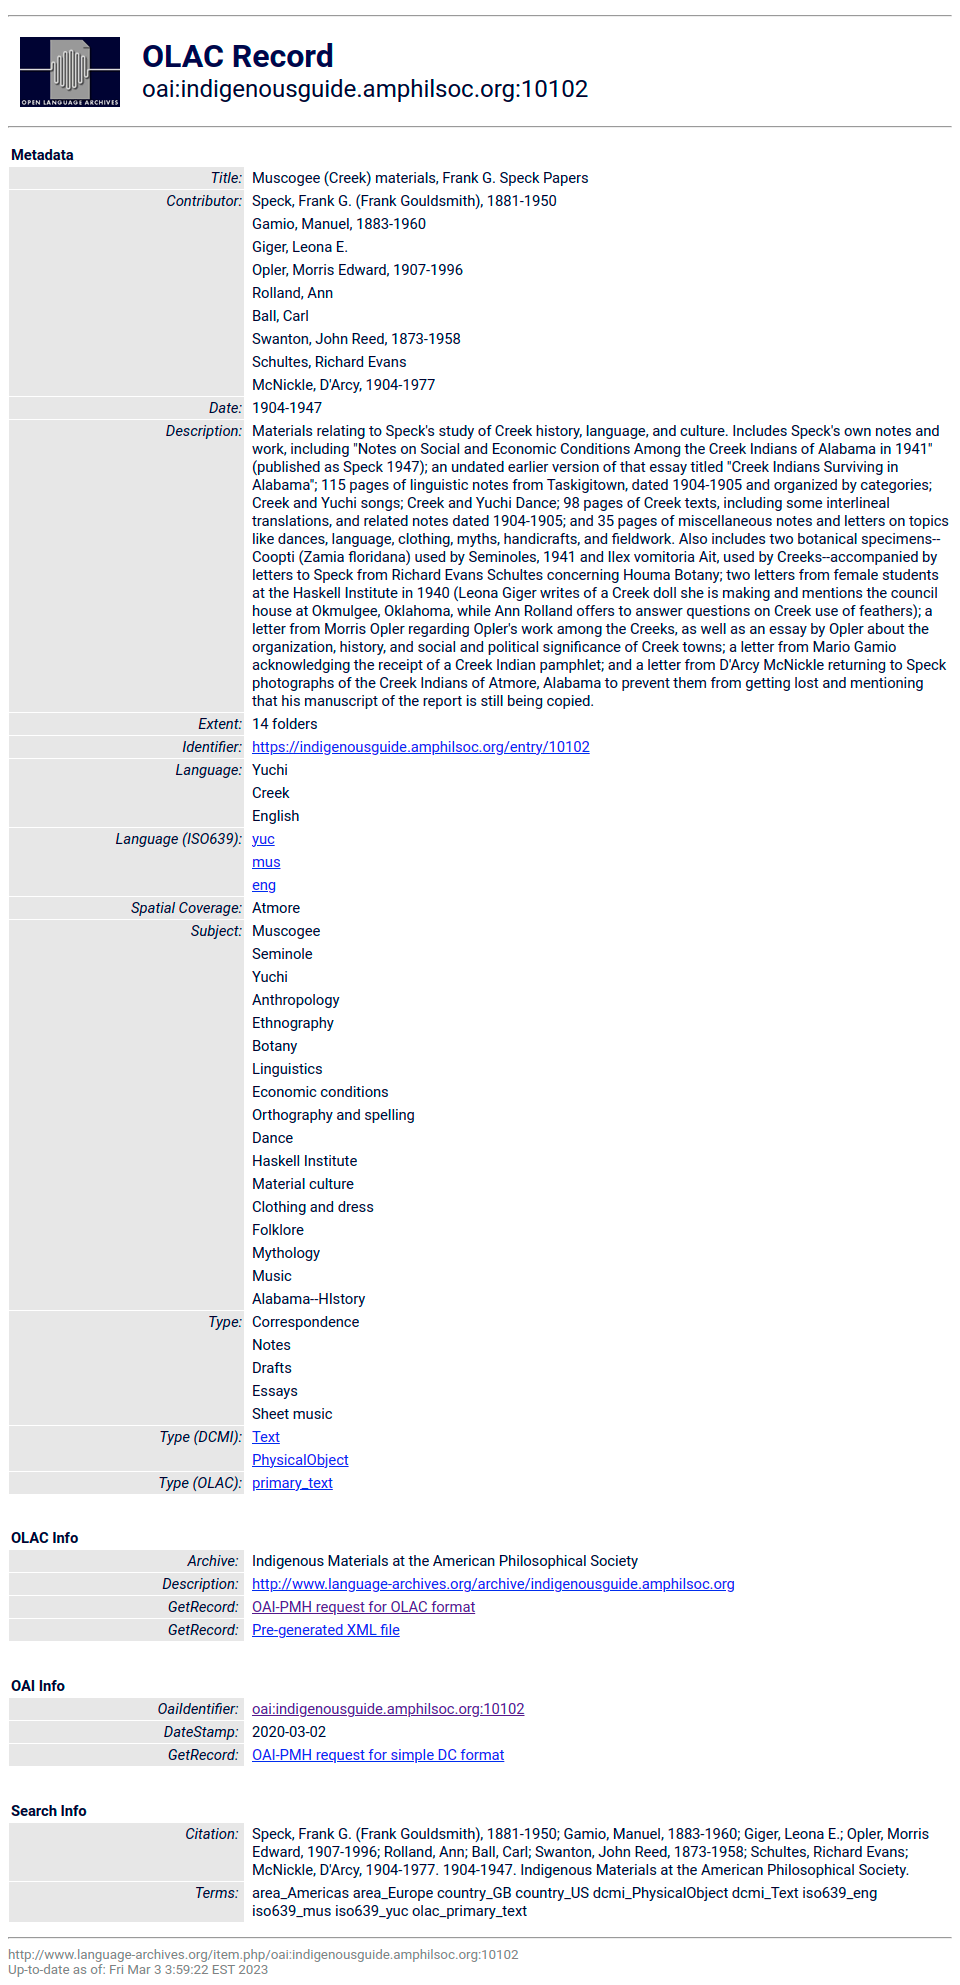 OPEN LANGUAGE ARCHIVES
OLAC Record
oai:indigenousguide.amphilsoc.org:10102
Metadata
Title: Muscogee (Creek) materials, Frank G. Speck Papers
Contributor: Speck, Frank G. (Frank Gouldsmith), 1881-1950
Gamio, Manuel, 1883-1960
Giger, Leona E.
Opler, Morris Edward, 1907-1996
Rolland, Ann
Ball, Carl
Swanton, John Reed, 1873-1958
Schultes, Richard Evans
McNickle, D'Arcy, 1904-1977
Date: 1904-1947
Description: Materials relating to Speck's study of Creek history, language, and culture. Includes Speck's own notes and
work, including "Notes on Social and Economic Conditions Among the Creek Indians of Alabama in 1941"
(published as Speck 1947); an undated earlier version of that essay titled "Creek Indians Surviving in
Alabama"; 115 pages of linguistic notes from Taskigitown, dated 1904-1905 and organized by categories;
Creek and Yuchi songs; Creek and Yuchi Dance; 98 pages of Creek texts, including some interlineal
translations, and related notes dated 1904-1905; and 35 pages of miscellaneous notes and letters on topics
like dances, language, clothing, myths, handicrafts, and fieldwork. Also includes two botanical specimens--
Coopti (Zamia floridana) used by Seminoles, 1941 and Ilex vomitoria Ait, used by Creeks--accompanied by
letters to Speck from Richard Evans Schultes concerning Houma Botany; two letters from female students
at the Haskell Institute in 1940 (Leona Giger writes of a Creek doll she is making and mentions the council
house at Okmulgee, Oklahoma, while Ann Rolland offers to answer questions on Creek use of feathers); a
letter from Morris Opler regarding Opler's work among the Creeks, as well as an essay by Opler about the
organization, history, and social and political significance of Creek towns; a letter from Mario Gamio
acknowledging the receipt of a Creek Indian pamphlet; and a letter from D'Arcy McNickle returning to Speck
photographs of the Creek Indians of Atmore, Alabama to prevent them from getting lost and mentioning
that his manuscript of the report is still being copied.
Extent: 14 folders
Identifier: https://indigenousguide.amphilsoc.org/entry/10102
Language: Yuchi
Creek
English
Language (ISO639): yuc
mus
eng
Spatial Coverage: Atmore
Subject: Muscogee
Seminole
Yuchi
Anthropology
Ethnography
Botany
Linguistics
Economic conditions
Orthography and spelling
Dance
Haskell Institute
Material culture
Clothing and dress
Folklore
Mythology
Music
Alabama--HIstory
Type: Correspondence
Notes
Drafts
Essays
Sheet music
Type (DCMI): Text
PhysicalObject
Type (OLAC): primary_text
OLAC Info
Archive: Indigenous Materials at the American Philosophical Society
Description: http://www.language-archives.org/archive/indigenousguide.amphilsoc.org
GetRecord: OAI-PMH request for OLAC format
GetRecord: Pre-generated XML file
OAI Info
OaiIdentifier: oai:indigenousguide.amphilsoc.org:10102
DateStamp: 2020-03-02
GetRecord: OAI-PMH request for simple DC format
Search Info
Citation: Speck, Frank G. (Frank Gouldsmith), 1881-1950; Gamio, Manuel, 1883-1960; Giger, Leona E.; Opler, Morris
Edward, 1907-1996; Rolland, Ann; Ball, Carl; Swanton, John Reed, 1873-1958; Schultes, Richard Evans;
McNickle, D'Arcy, 1904-1977. 1904-1947. Indigenous Materials at the American Philosophical Society.
Terms: area_Americas area_Europe country_GB country_US dcmi_PhysicalObject dcmi_Text iso639_eng
iso639_mus iso639_yuc olac_primary_text
http://www.language-archives.org/item.php/oai:indigenousguide.amphilsoc.org:10102
Up-to-date as of: Fri Mar 3 3:59:22 EST 2023